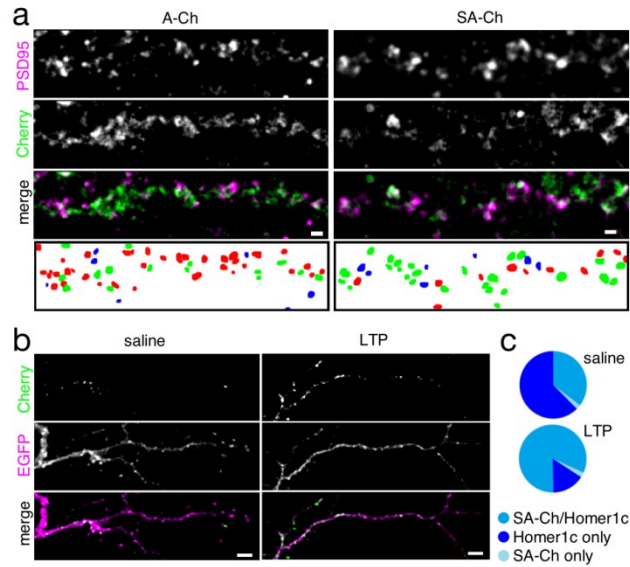 a
A-Ch
SA-Ch
PSD95
Cherry
merge
b
saline
LTP
Cherry
EGFP
merge
c
saline
LTP
SA-Ch/Homer1c
Homer1c only
SA-Ch only